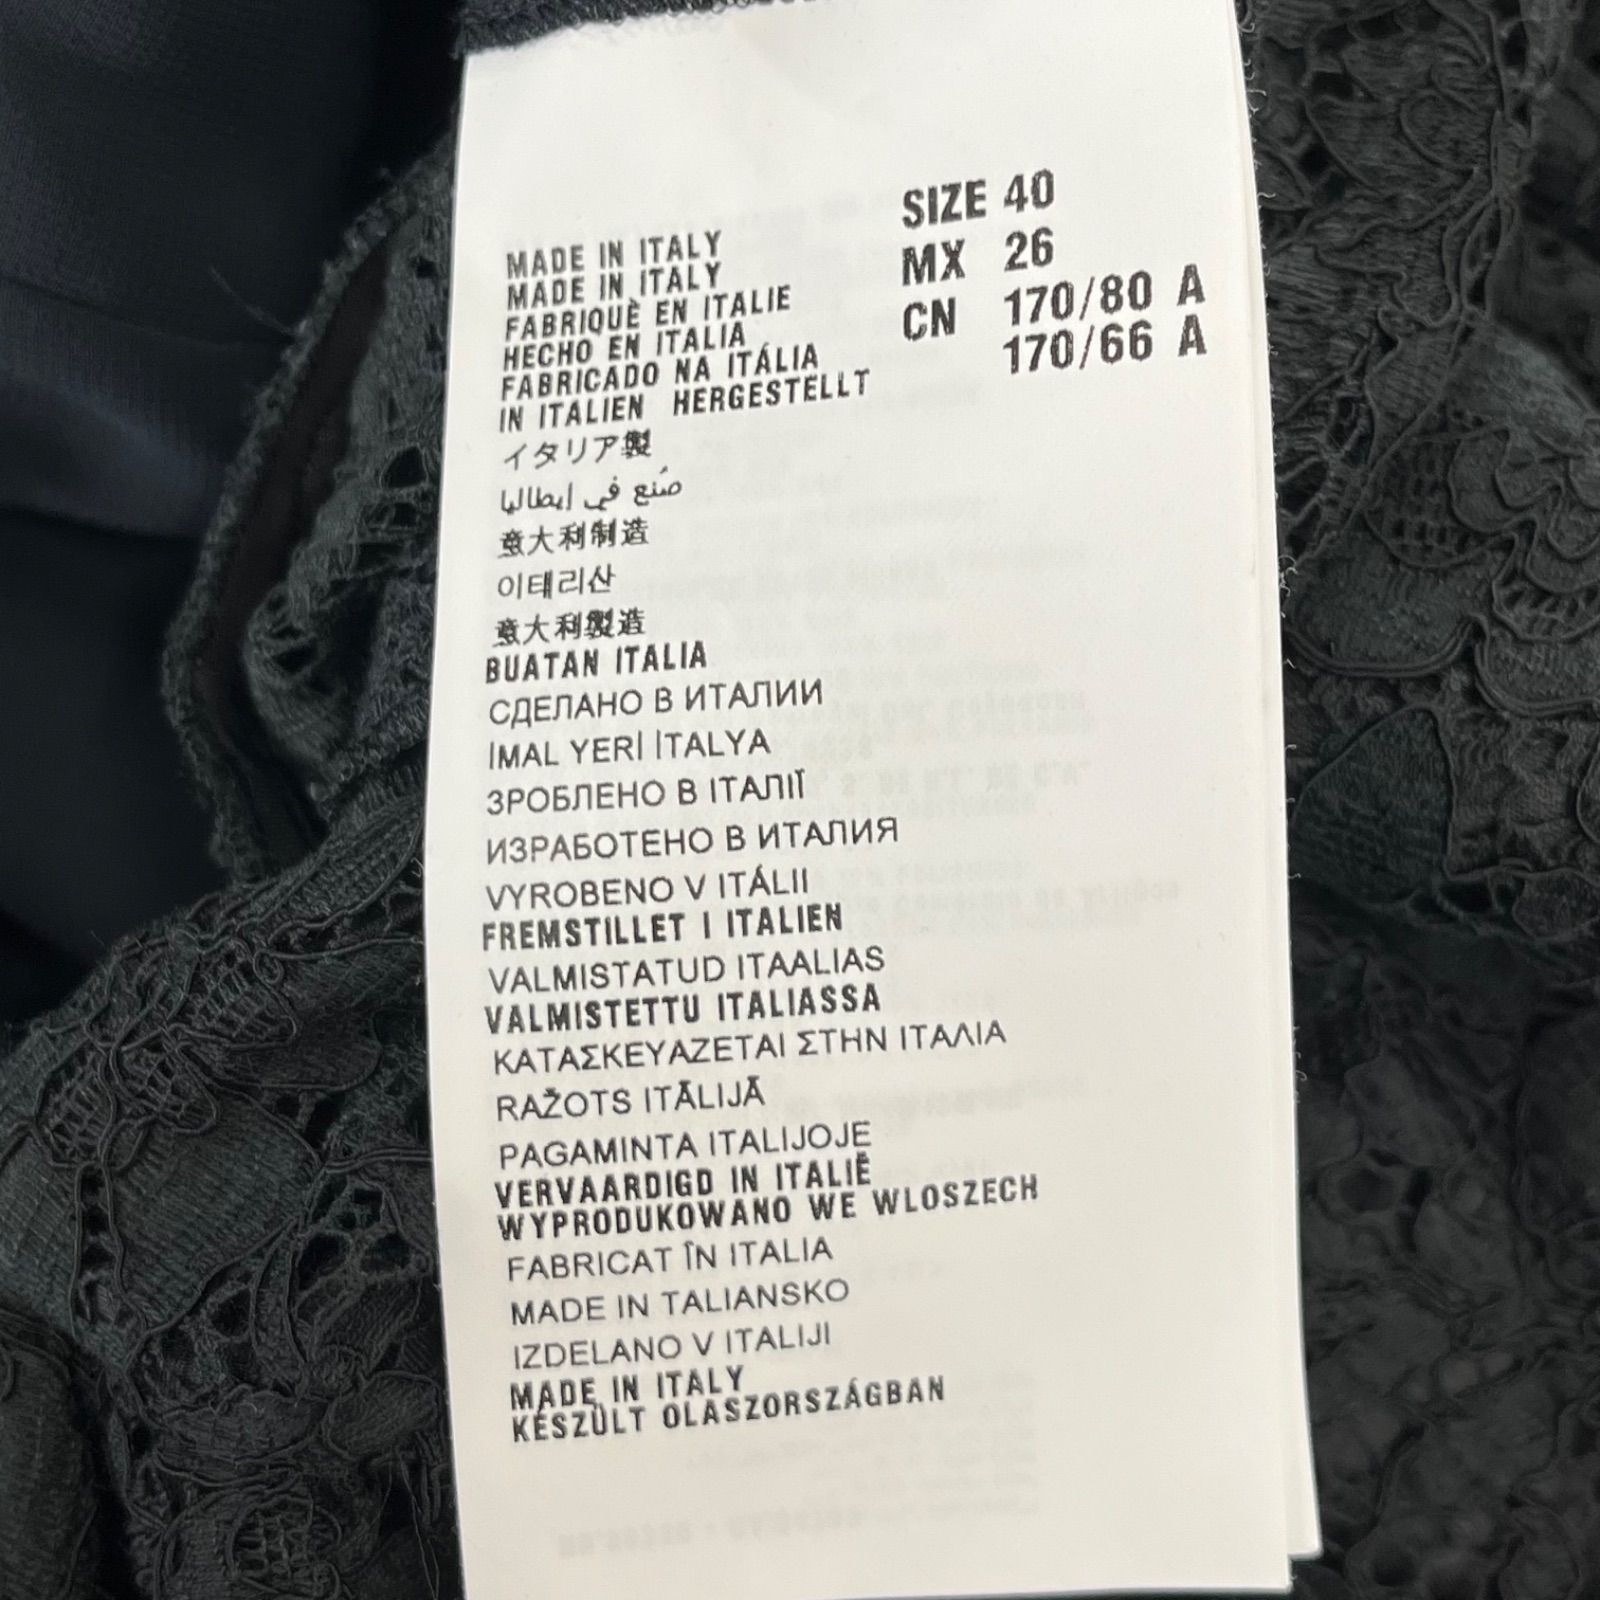 SIZE 40
MX 26
CN 170/80 A
170/66 A
MADE IN ITALY
MADE IN ITALY
FABRIQUÈ EN ITALIE
HECHO EN ITALIA
FABRICADO NA ITÁLIA
IN ITALIEN HERGESTELLT
イタリア製
صُنع في إيطاليا
意大利制造
이태리산
意大利製造
BUATAN ITALIA
СДЕЛАНО В ИТАЛИИ
İMAL YERİ İTALYA
ЗРОБЛЕНО В ІТАЛІЇ
ИЗРАБОТЕНО В ИТАЛИЯ
VYROBENO V ITÁLII
FREMSTILLET I ITALIEN
VALMISTATUD ITAALIAS
VALMISTETTU ITALIASSA
ΚΑΤΑΣΚΕΥΑΖΕΤΑΙ ΣΤΗΝ ΙΤΑΛΙΑ
RAŽOTS ITĀLIJĀ
PAGAMINTA ITALIJOJE
VERVAARDIGD IN ITALIË
WYPRODUKOWANO WE WLOSZECH
FABRICAT ÎN ITALIA
MADE IN TALIANSKO
IZDELANO V ITALIJI
MADE IN ITALY
KÉSZÜLT OLASZORSZÁGBAN